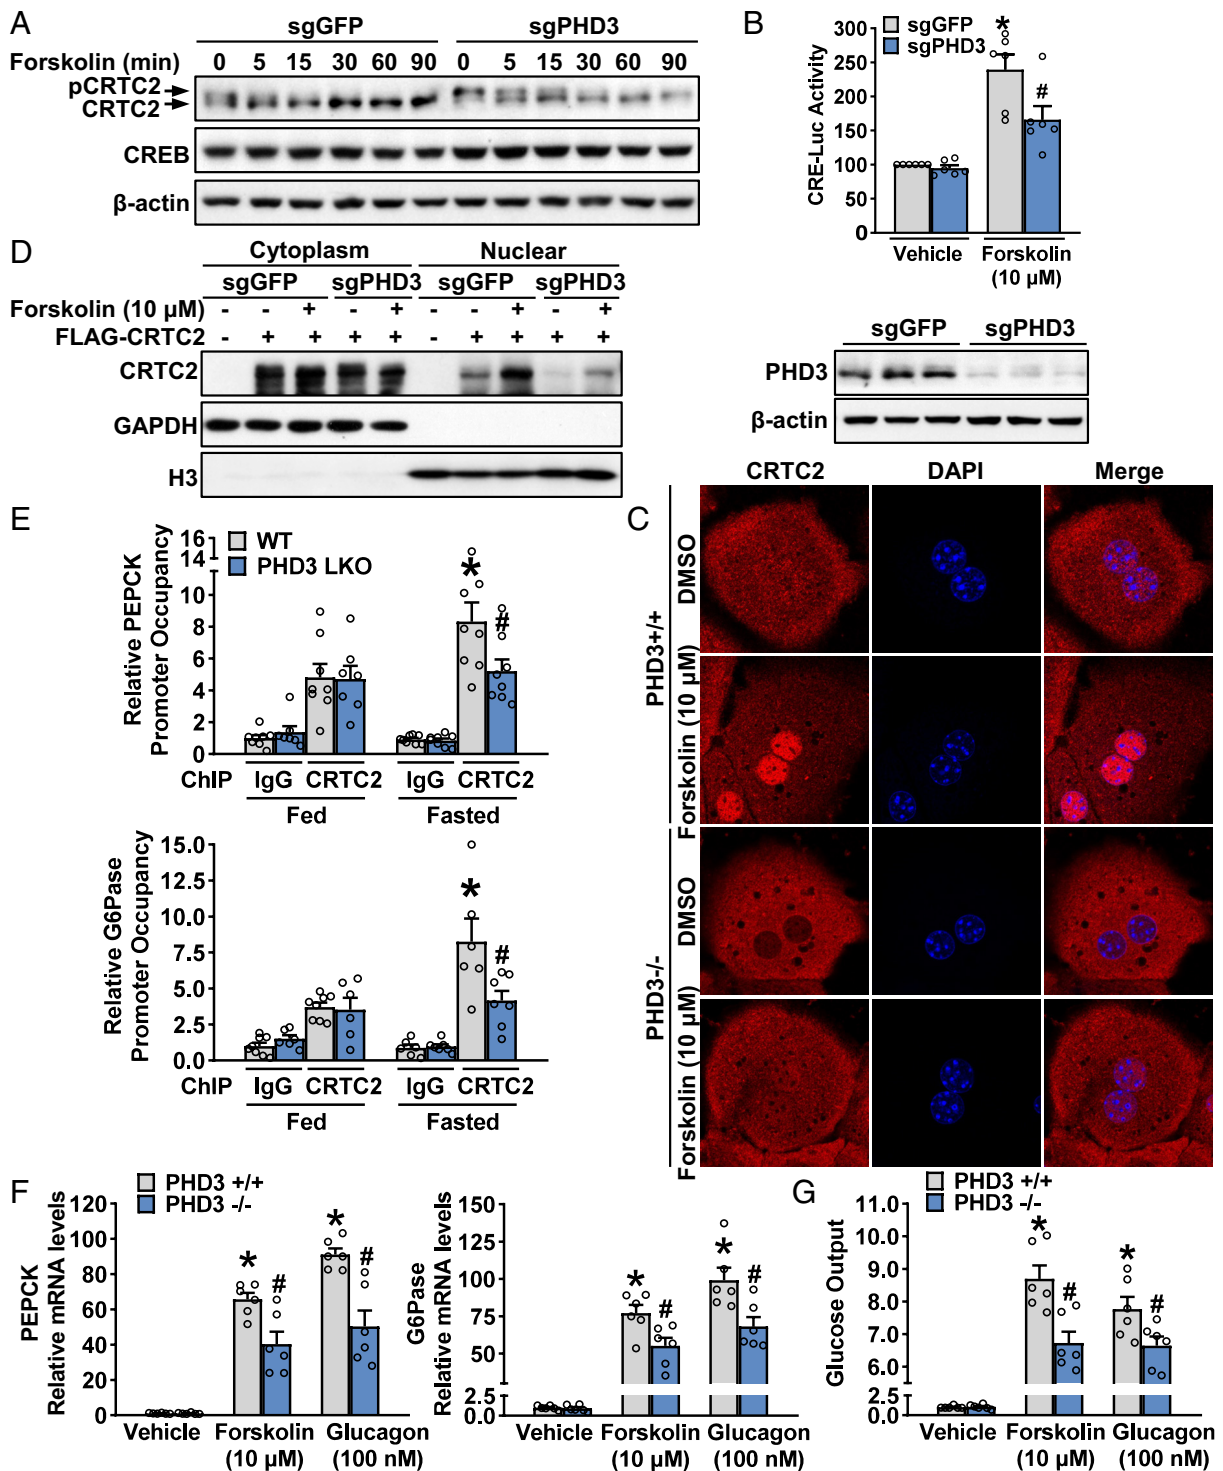 A
sgGFP sgPHD3
Forskolin (min) 0 5 15 30 60 90 0 5 15 30 60 90
pCRTC2
CRTC2
CREB
β-actin
B
sgGFP
sgPHD3
CRE-Luc Activity
300
250
200
150
100
50
0
*
#
Vehicle Forskolin
(10 µM)
sgGFP sgPHD3
PHD3
β-actin
D
Cytoplasm Nuclear
sgGFP sgPHD3 sgGFP sgPHD3
Forskolin (10 µM) - - + - + - - + - +
FLAG-CRTC2 - + + + + - + + + +
CRTC2
GAPDH
H3
C
CRTC2 DAPI Merge
PHD3+/+
DMSO
Forskolin (10 µM)
PHD3-/-
DMSO
Forskolin (10 µM)
E
WT
PHD3 LKO
Relative PEPCK
Promoter Occupancy
16
14
10
8
6
4
2
0
*
#
ChIP IgG CRTC2 IgG CRTC2
Fed Fasted
Relative G6Pase
Promoter Occupancy
15.0
12.5
10.0
7.5
5.0
2.5
0.0
*
#
ChIP IgG CRTC2 IgG CRTC2
Fed Fasted
F
PHD3 +/+
PHD3 -/-
PEPCK
Relative mRNA levels
120
100
80
60
40
20
0
*
#
*
#
Vehicle Forskolin Glucagon
(10 µM) (100 nM)
G6Pase
Relative mRNA levels
150
125
100
75
50
2.5
0.0
*
#
*
#
Vehicle Forskolin Glucagon
(10 µM) (100 nM)
G
PHD3 +/+
PHD3 -/-
Glucose Output
11.0
10.0
9.0
8.0
7.0
6.0
2.5
0.0
*
#
*
#
Vehicle Forskolin Glucagon
(10 µM) (100 nM)